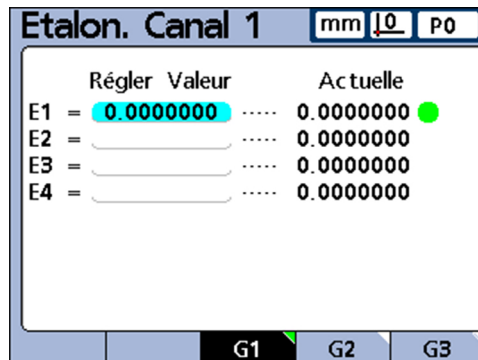 Etalon. Canal 1 mm 0 P0
Régler Valeur Actuelle
E1 = 0.0000000 ..... 0.0000000
E2 = ..... 0.0000000
E3 = ..... 0.0000000
E4 = ..... 0.0000000
G1 G2 G3